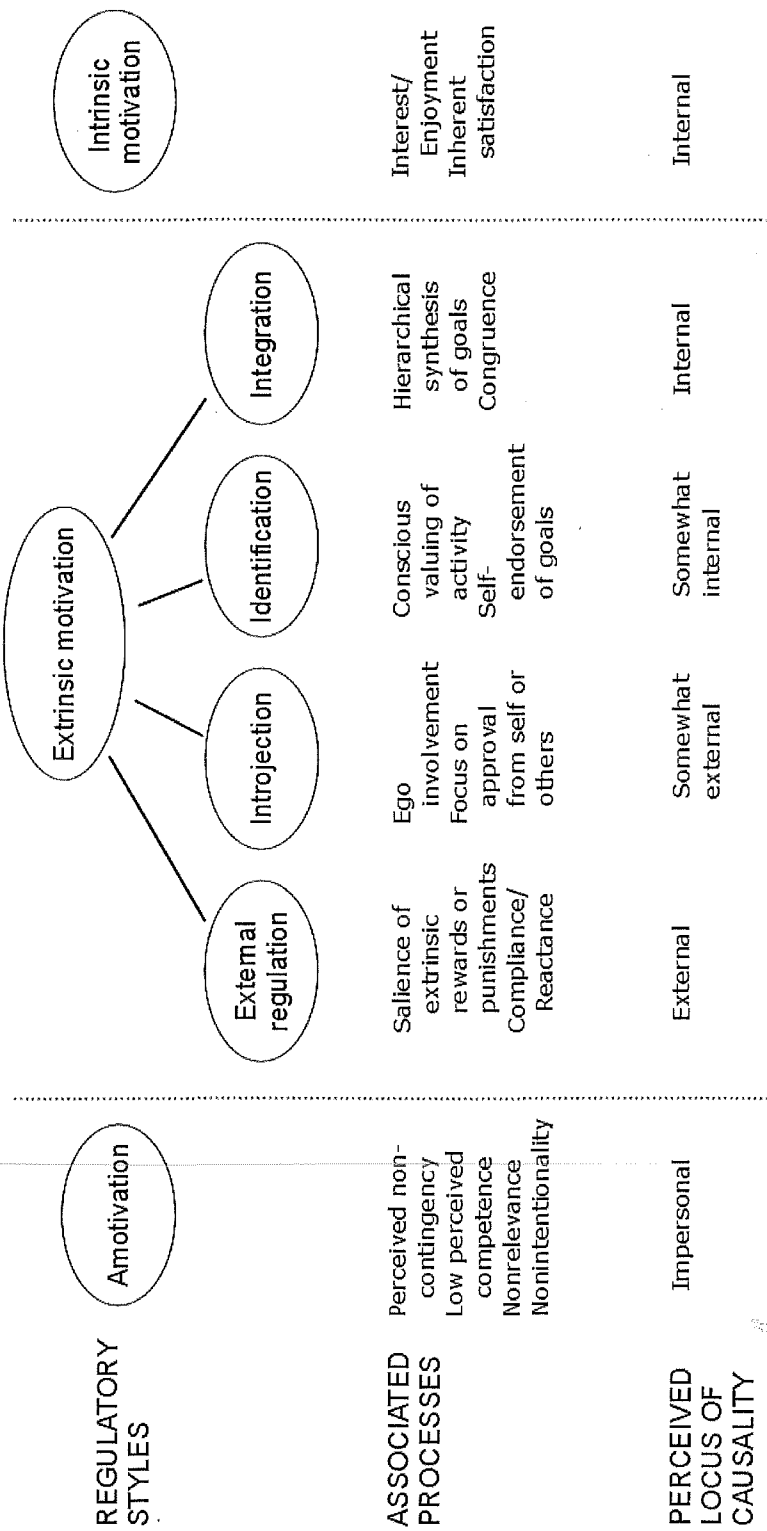 REGULATORY
STYLES
Amotivation
Extrinsic motivation
Intrinsic
motivation
External
regulation
Introjection
Identification
Integration
ASSOCIATED
PROCESSES
Perceived non-
contingency
Low perceived
competence
Nonrelevance
Nonintentionality
Salience of
extrinsic
rewards or
punishments
Compliance/
Reactance
Ego
involvement
Focus on
approval
from self or
others
Conscious
valuing of
activity
Self-
endorsement
of goals
Hierarchical
synthesis
of goals
Congruence
Interest/
Enjoyment
Inherent
satisfaction
PERCEIVED
LOCUS OF
CAUSALITY
Impersonal
External
Somewhat
external
Somewhat
internal
Internal
Internal